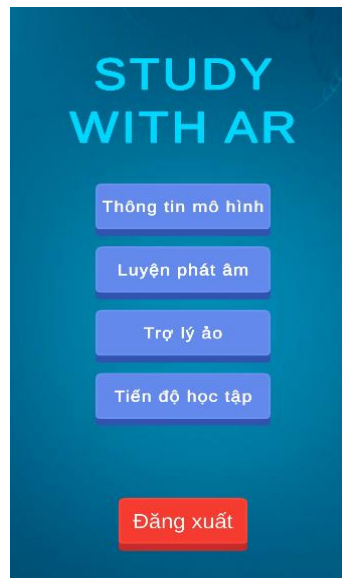 STUDY
WITH AR
Thông tin mô hình
Luyện phát âm
Trợ lý ảo
Tiến độ học tập
Đăng xuất